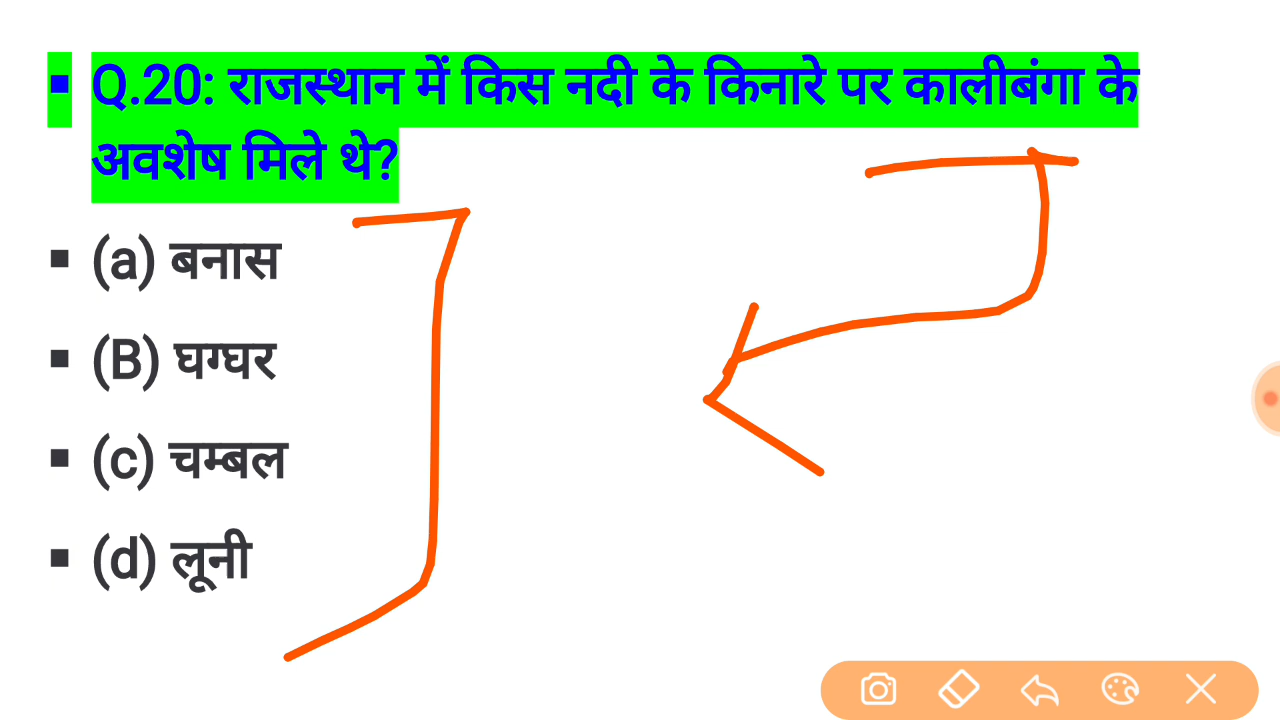 Q.20: राजस्थान में किस नदी के किनारे पर कालीबंगा के
अवशेष मिले थे?
(a) बनास
(B) घग्घर
(c) चम्बल
(d) लूनी